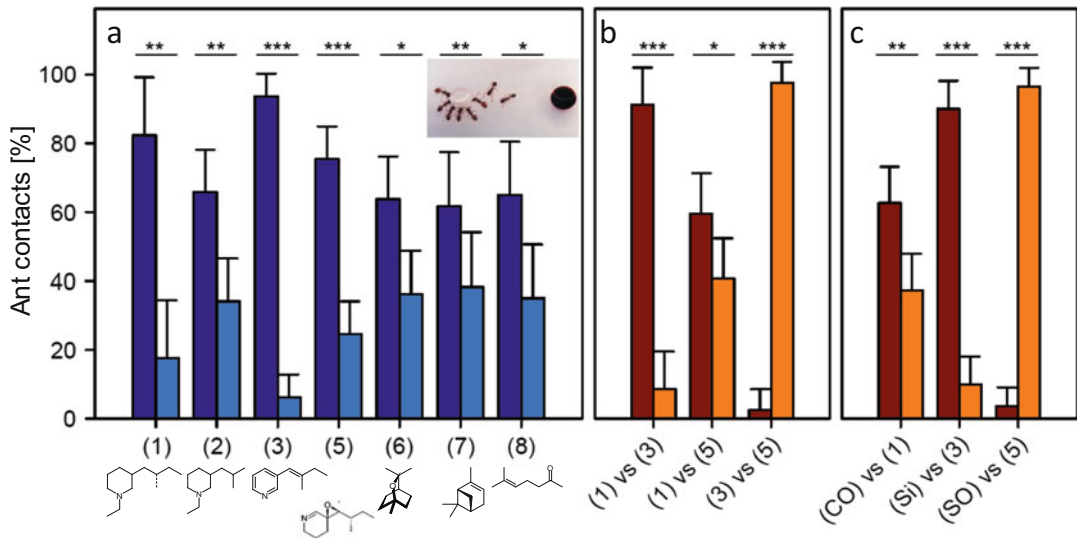 a
b
c
** ** *** *** * ** *
*** * ***
** *** ***
Ant contacts [%]
100
80
60
40
20
0
(1) (2) (3) (5) (6) (7) (8)
(1) vs (3)
(1) vs (5)
(3) vs (5)
(CO) vs (1)
(Si) vs (3)
(SO) vs (5)
N
N
N
N
O
O
O